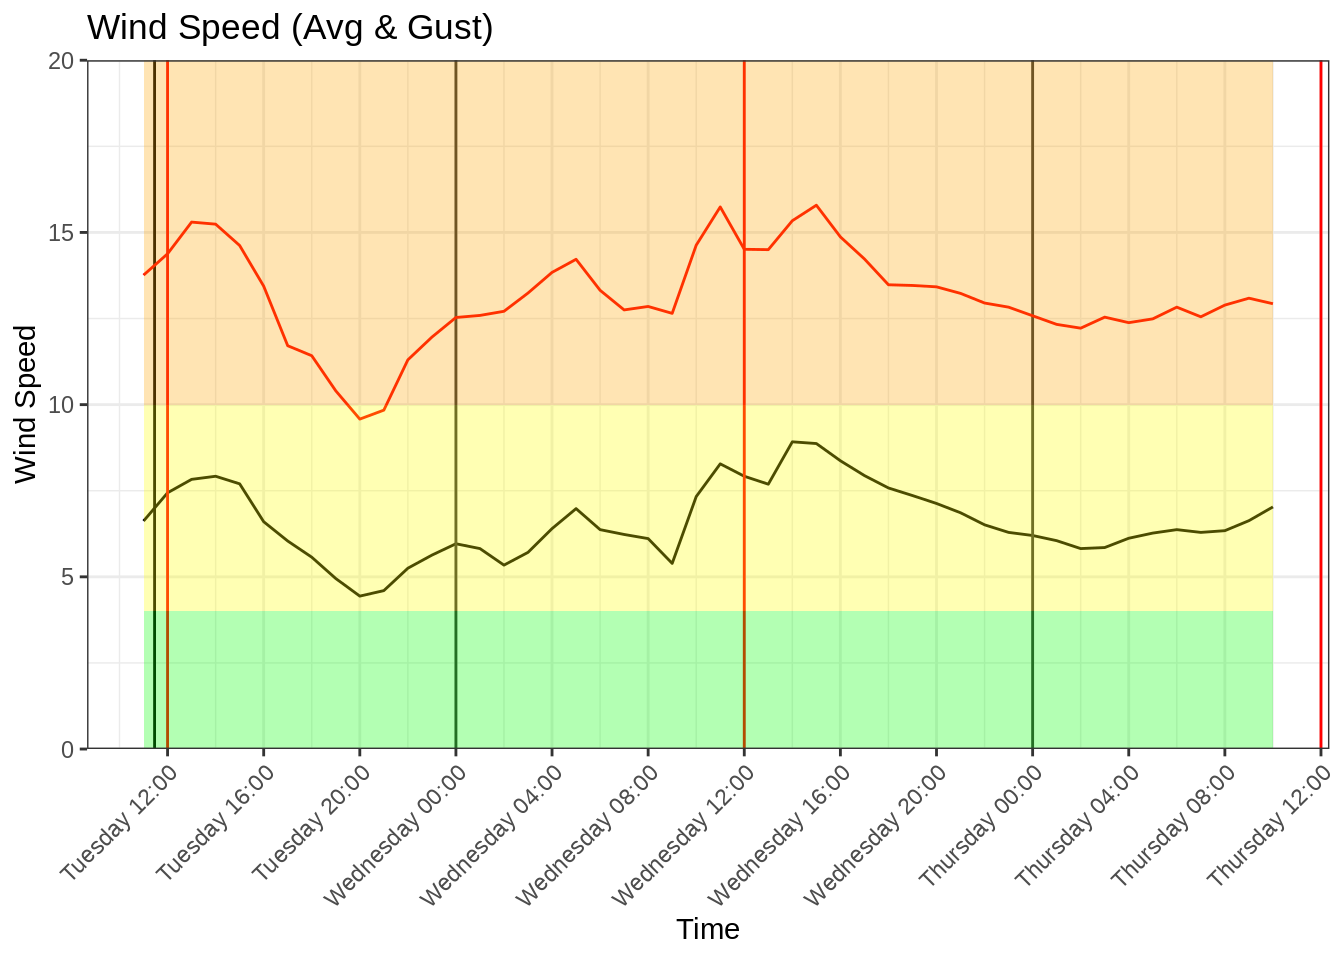 Wind Speed (Avg & Gust)
20
15
10
5
0
Wind Speed
Tuesday 12:00
Tuesday 16:00
Tuesday 20:00
Wednesday 00:00
Wednesday 04:00
Wednesday 08:00
Wednesday 12:00
Wednesday 16:00
Wednesday 20:00
Thursday 00:00
Thursday 04:00
Thursday 08:00
Thursday 12:00
Time